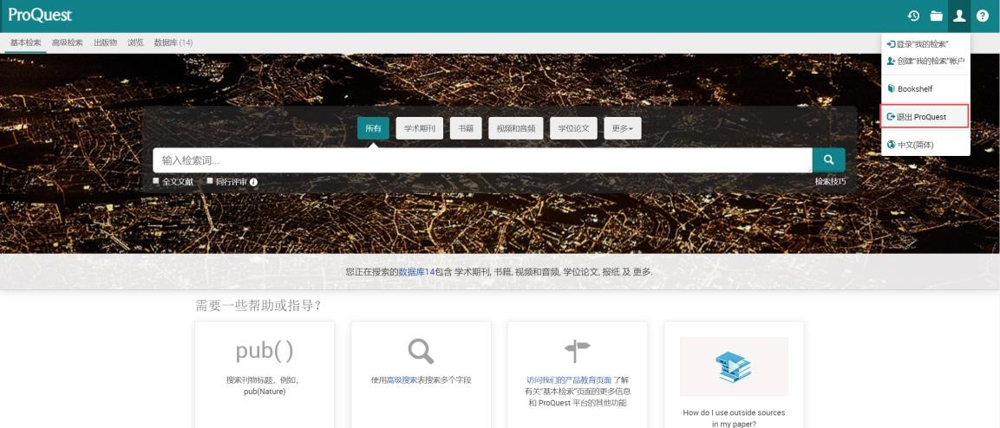 ProQuest
基本检索 高级检索 出版物 浏览 数据库 (14)
登录"我的检索"
创建"我的检索"帐户
Bookshelf
退出 ProQuest
中文(简体)
所有 学术期刊 书籍 视频和音频 学位论文 更多
输入检索词...
全文文献 同行评审 检索技巧
您正在搜索的数据库14包含 学术期刊, 书籍, 视频和音频, 学位论文, 报纸 及 更多.
需要一些帮助或指导?
pub( )
搜索刊物标题，例如，
pub(Nature)
使用高级搜索表搜索多个字段
访问我们的产品教育页面 了解
有关"基本检索"页面的更多信息
和 ProQuest 平台的其他功能
How do I use outside sources
in my paper?